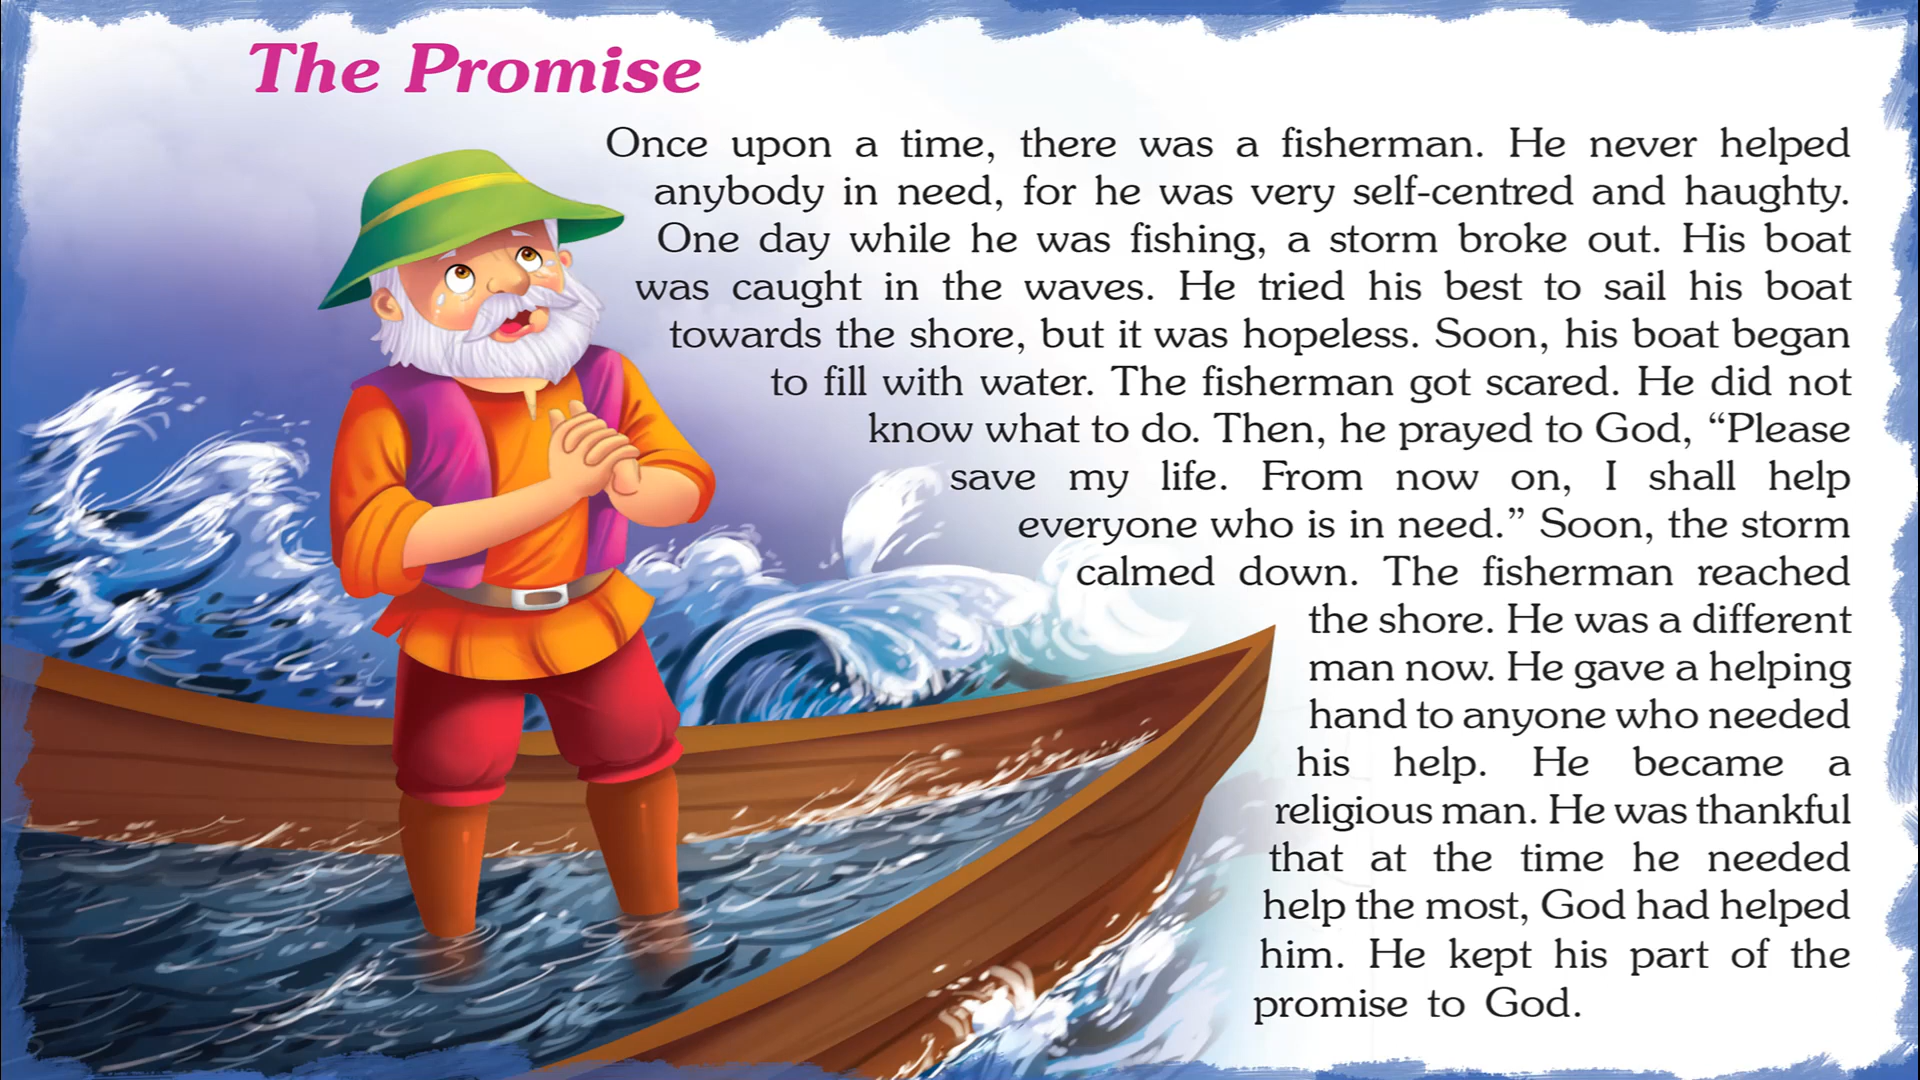 The Promise
Once upon a time, there was a fisherman. He never helped
anybody in need, for he was very self-centred and haughty.
One day while he was fishing, a storm broke out. His boat
was caught in the waves. He tried his best to sail his boat
towards the shore, but it was hopeless. Soon, his boat began
to fill with water. The fisherman got scared. He did not
know what to do. Then, he prayed to God, “Please
save my life. From now on, I shall help
everyone who is in need.” Soon, the storm
calmed down. The fisherman reached
the shore. He was a different
man now. He gave a helping
hand to anyone who needed
his help. He became a
religious man. He was thankful
that at the time he needed
help the most, God had helped
him. He kept his part of the
promise to God.